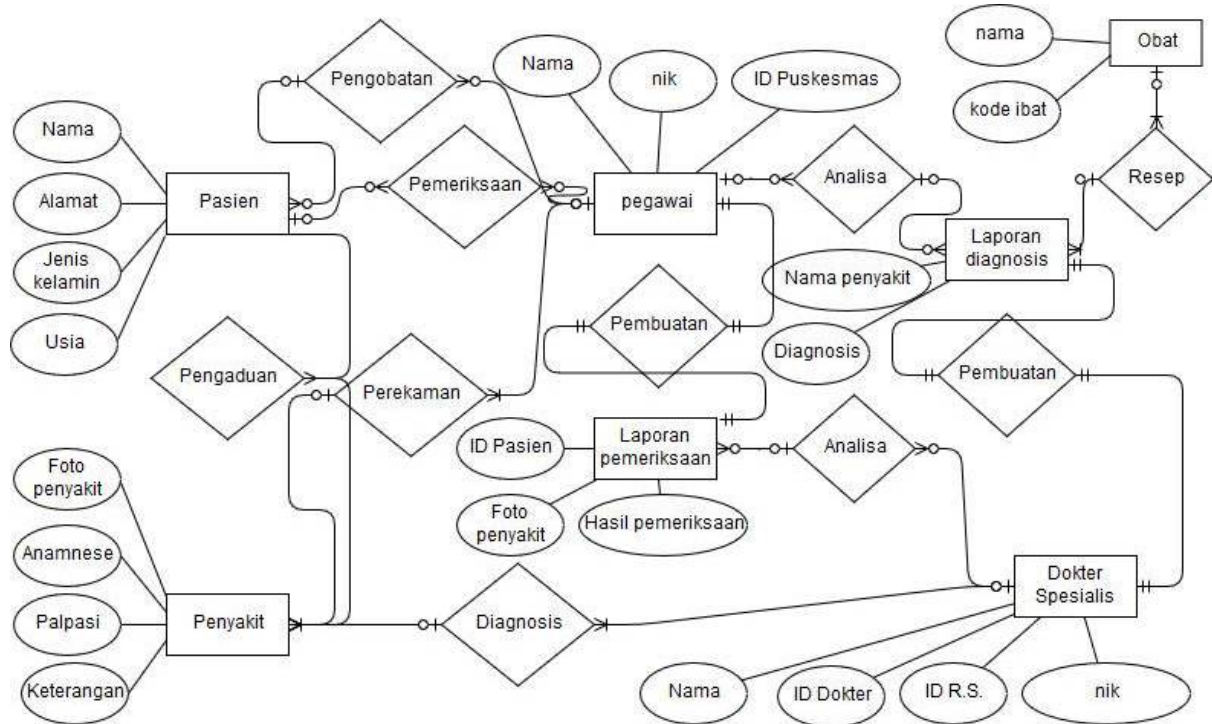 nama
Obat
Pengobatan
Nama
nik
ID Puskesmas
kode ibat
Nama
Pasien
Pemeriksaan
pegawai
Analisa
Resep
Alamat
Laporan
diagnosis
Jenis
kelamin
Nama penyakit
Usia
Pembuatan
Diagnosis
Pengaduan
Perekaman
Pembuatan
ID Pasien
Laporan
pemeriksaan
Analisa
Foto
penyakit
Foto
penyakit
Hasil pemeriksaan
Anamnese
Palpasi
Penyakit
Diagnosis
Dokter
Spesialis
Keterangan
Nama
ID Dokter
ID R.S.
nik